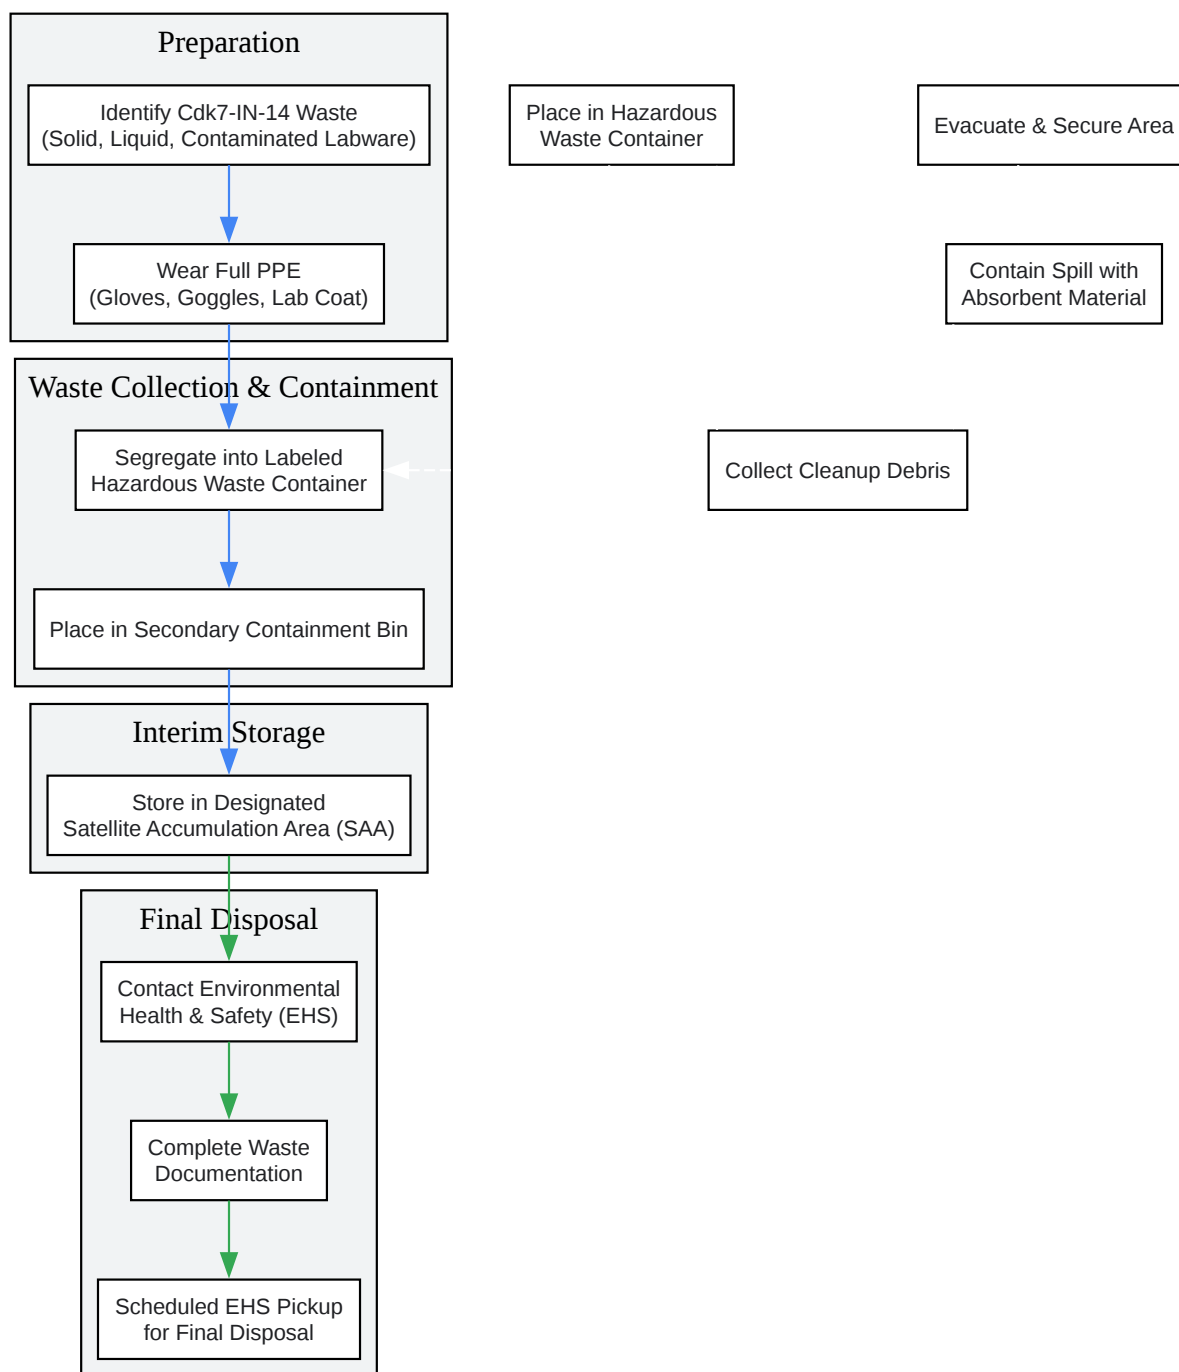 Preparation
Identify Cdk7-IN-14 Waste
(Solid, Liquid, Contaminated Labware)
Place in Hazardous
Waste Container
Evacuate & Secure Area
Wear Full PPE
(Gloves, Goggles, Lab Coat)
Contain Spill with
Absorbent Material
Waste Collection & Containment
Segregate into Labeled
Hazardous Waste Container
Collect Cleanup Debris
Place in Secondary Containment Bin
Interim Storage
Store in Designated
Satellite Accumulation Area (SAA)
Final Disposal
Contact Environmental
Health & Safety (EHS)
Complete Waste
Documentation
Scheduled EHS Pickup
for Final Disposal